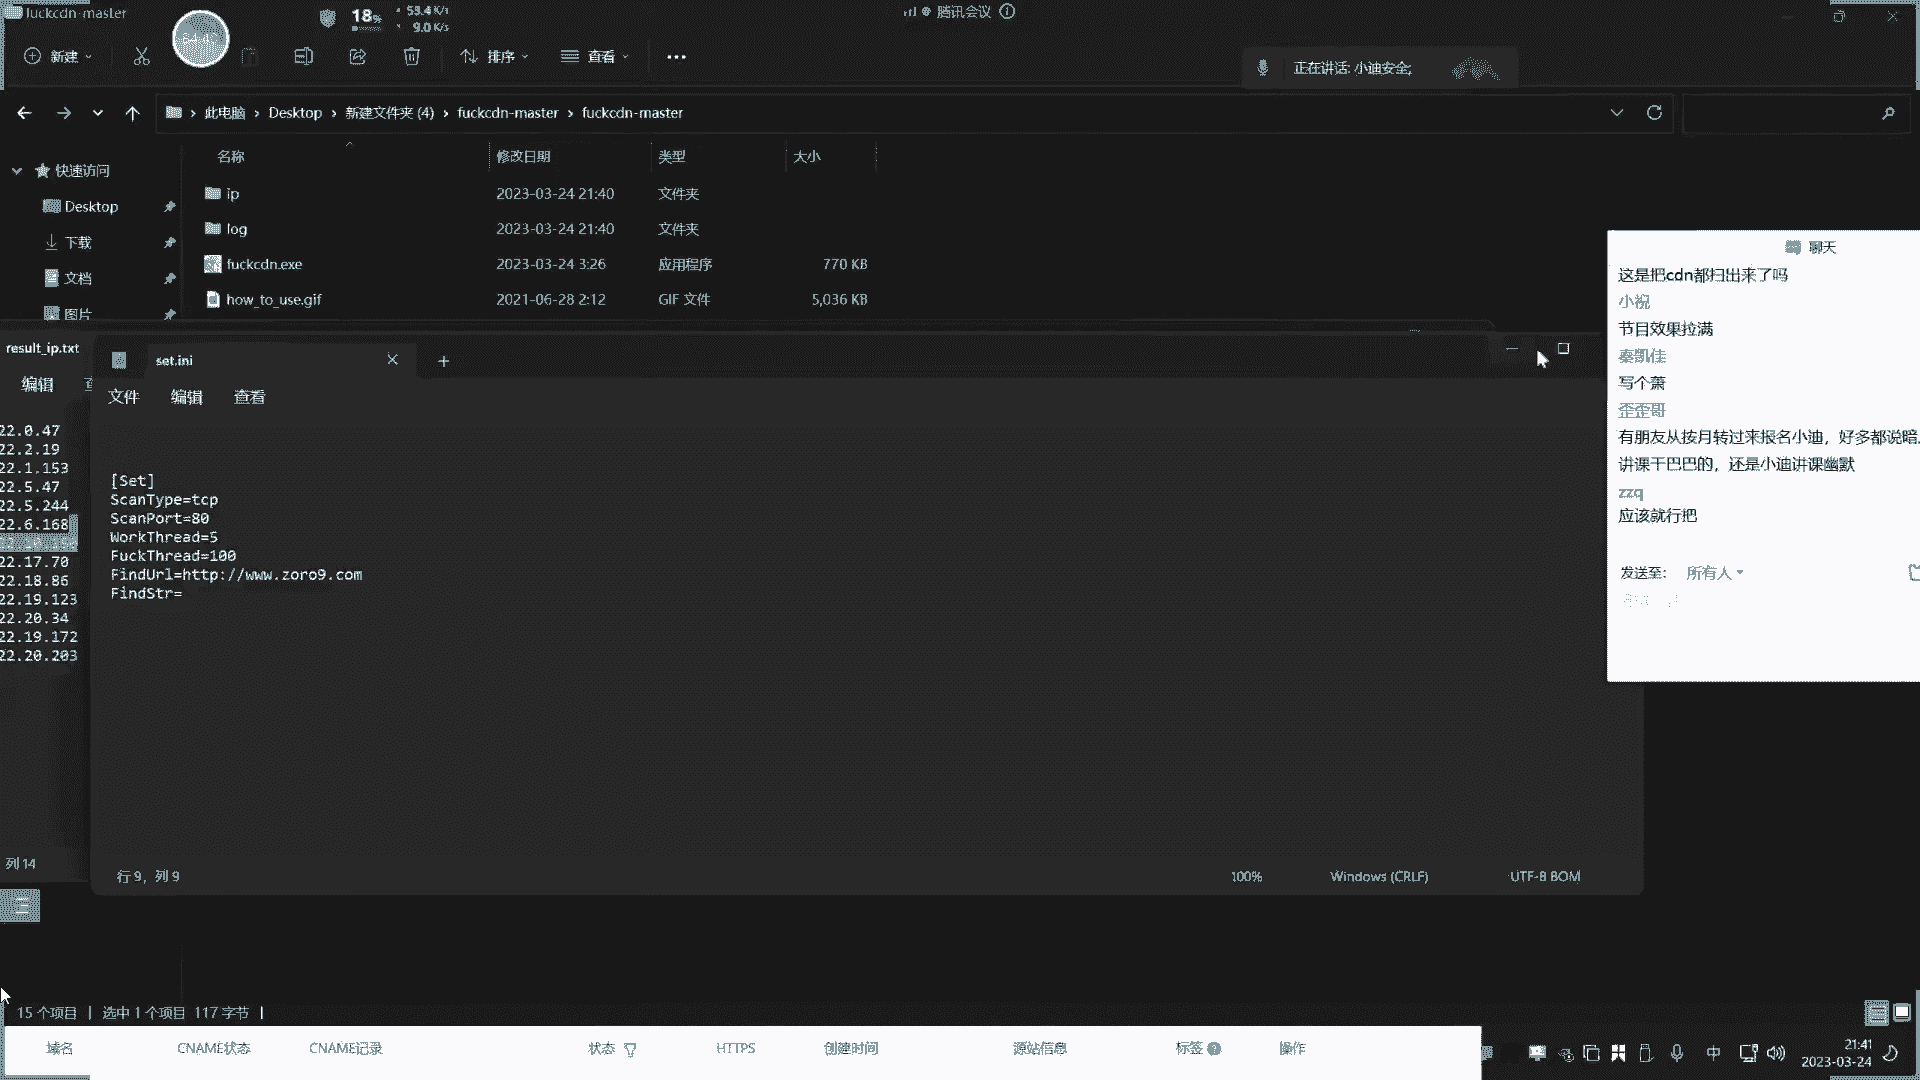 fuckcdn-master
18%
53.4 K/s
9.0 K/s
腾讯会议
新建
排序
查看
正在讲话: 小迪安全;
此电脑 > Desktop > 新建文件夹 (4) > fuckcdn-master > fuckcdn-master
名称 修改日期 类型 大小
快速访问
Desktop
下载
文档
图片
ip 2023-03-24 21:40 文件夹
log 2023-03-24 21:40 文件夹
fuckcdn.exe 2023-03-24 3:26 应用程序 770 KB
how_to_use.gif 2021-06-28 2:12 GIF 文件 5,036 KB
result_ip.txt
编辑
22.0.47
22.2.19
22.1.153
22.5.47
22.5.244
22.6.168
22.17.70
22.18.86
22.19.123
22.20.34
22.19.172
22.20.203
列 14
set.ini
文件 编辑 查看
[Set]
ScanType=tcp
ScanPort=80
WorkThread=5
FuckThread=100
FindUrl=http://www.zoro9.com
FindStr=
行 9，列 9 100% Windows (CRLF) UTF-8 BOM
聊天
这是把cdn都扫出来了吗
节目效果拉满
秦凯佳
写个萧
歪歪哥
有朋友从按月转过来报名小迪，好多都说暗
讲课干巴巴的，还是小迪讲课幽默
zzq
应该就行把
发送至: 所有人
15 个项目 | 选中 1 个项目 117 字节 |
域名 CNAME状态 CNAME记录 状态 HTTPS 创建时间 源站信息 标签 操作
中
21:41
2023-03-24